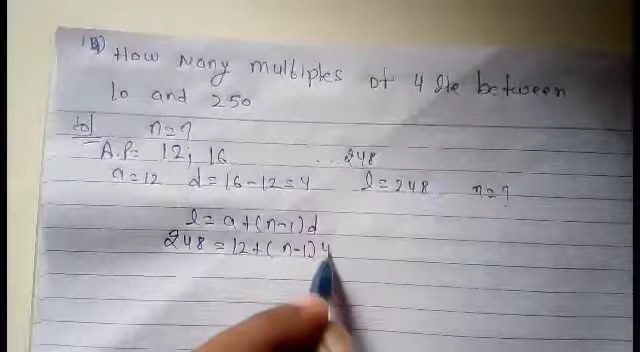 19) How Many multiples of 4 lie between
10 and 250
Sol n=?
A.P= 12, 16 ... 248
a=12 d=16-12=4 l=248 n=?
l=a+(n-1)d
248=12+(n-1)4